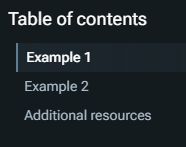 Table of contents
Example 1
Example 2
Additional resources